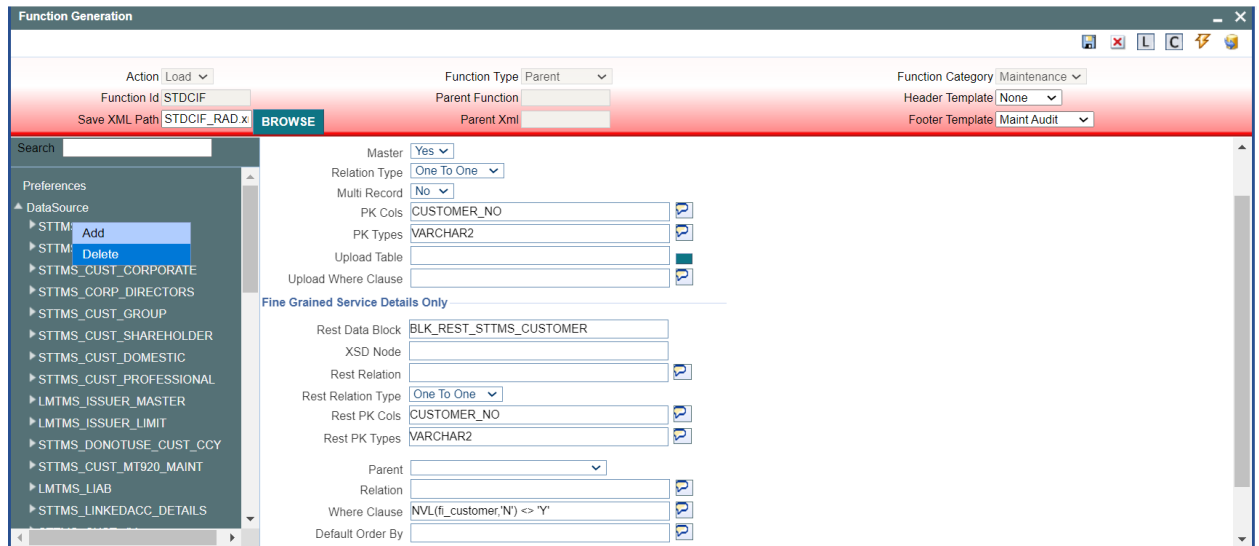 Function Generation
L C
Action Load Function Type Parent Function Category Maintenance
Function Id STDCIF Parent Function Header Template None
Save XML Path STDCIF_RAD.x BROWSE Parent Xml Footer Template Maint Audit
Search
Preferences
DataSource
STTM
Add
STTM
Delete
STTMS_CUST_CORPORATE
STTMS_CORP_DIRECTORS
STTMS_CUST_GROUP
STTMS_CUST_SHAREHOLDER
STTMS_CUST_DOMESTIC
STTMS_CUST_PROFESSIONAL
LMTMS_ISSUER_MASTER
LMTMS_ISSUER_LIMIT
STTMS_DONOTUSE_CUST_CCY
STTMS_CUST_MT920_MAINT
LMTMS_LIAB
STTMS_LINKEDACC_DETAILS
Master Yes
Relation Type One To One
Multi Record No
PK Cols CUSTOMER_NO
PK Types VARCHAR2
Upload Table
Upload Where Clause
Fine Grained Service Details Only
Rest Data Block BLK_REST_STTMS_CUSTOMER
XSD Node
Rest Relation
Rest Relation Type One To One
Rest PK Cols CUSTOMER_NO
Rest PK Types VARCHAR2
Parent
Relation
Where Clause NVL(fi_customer,'N') <> 'Y'
Default Order By